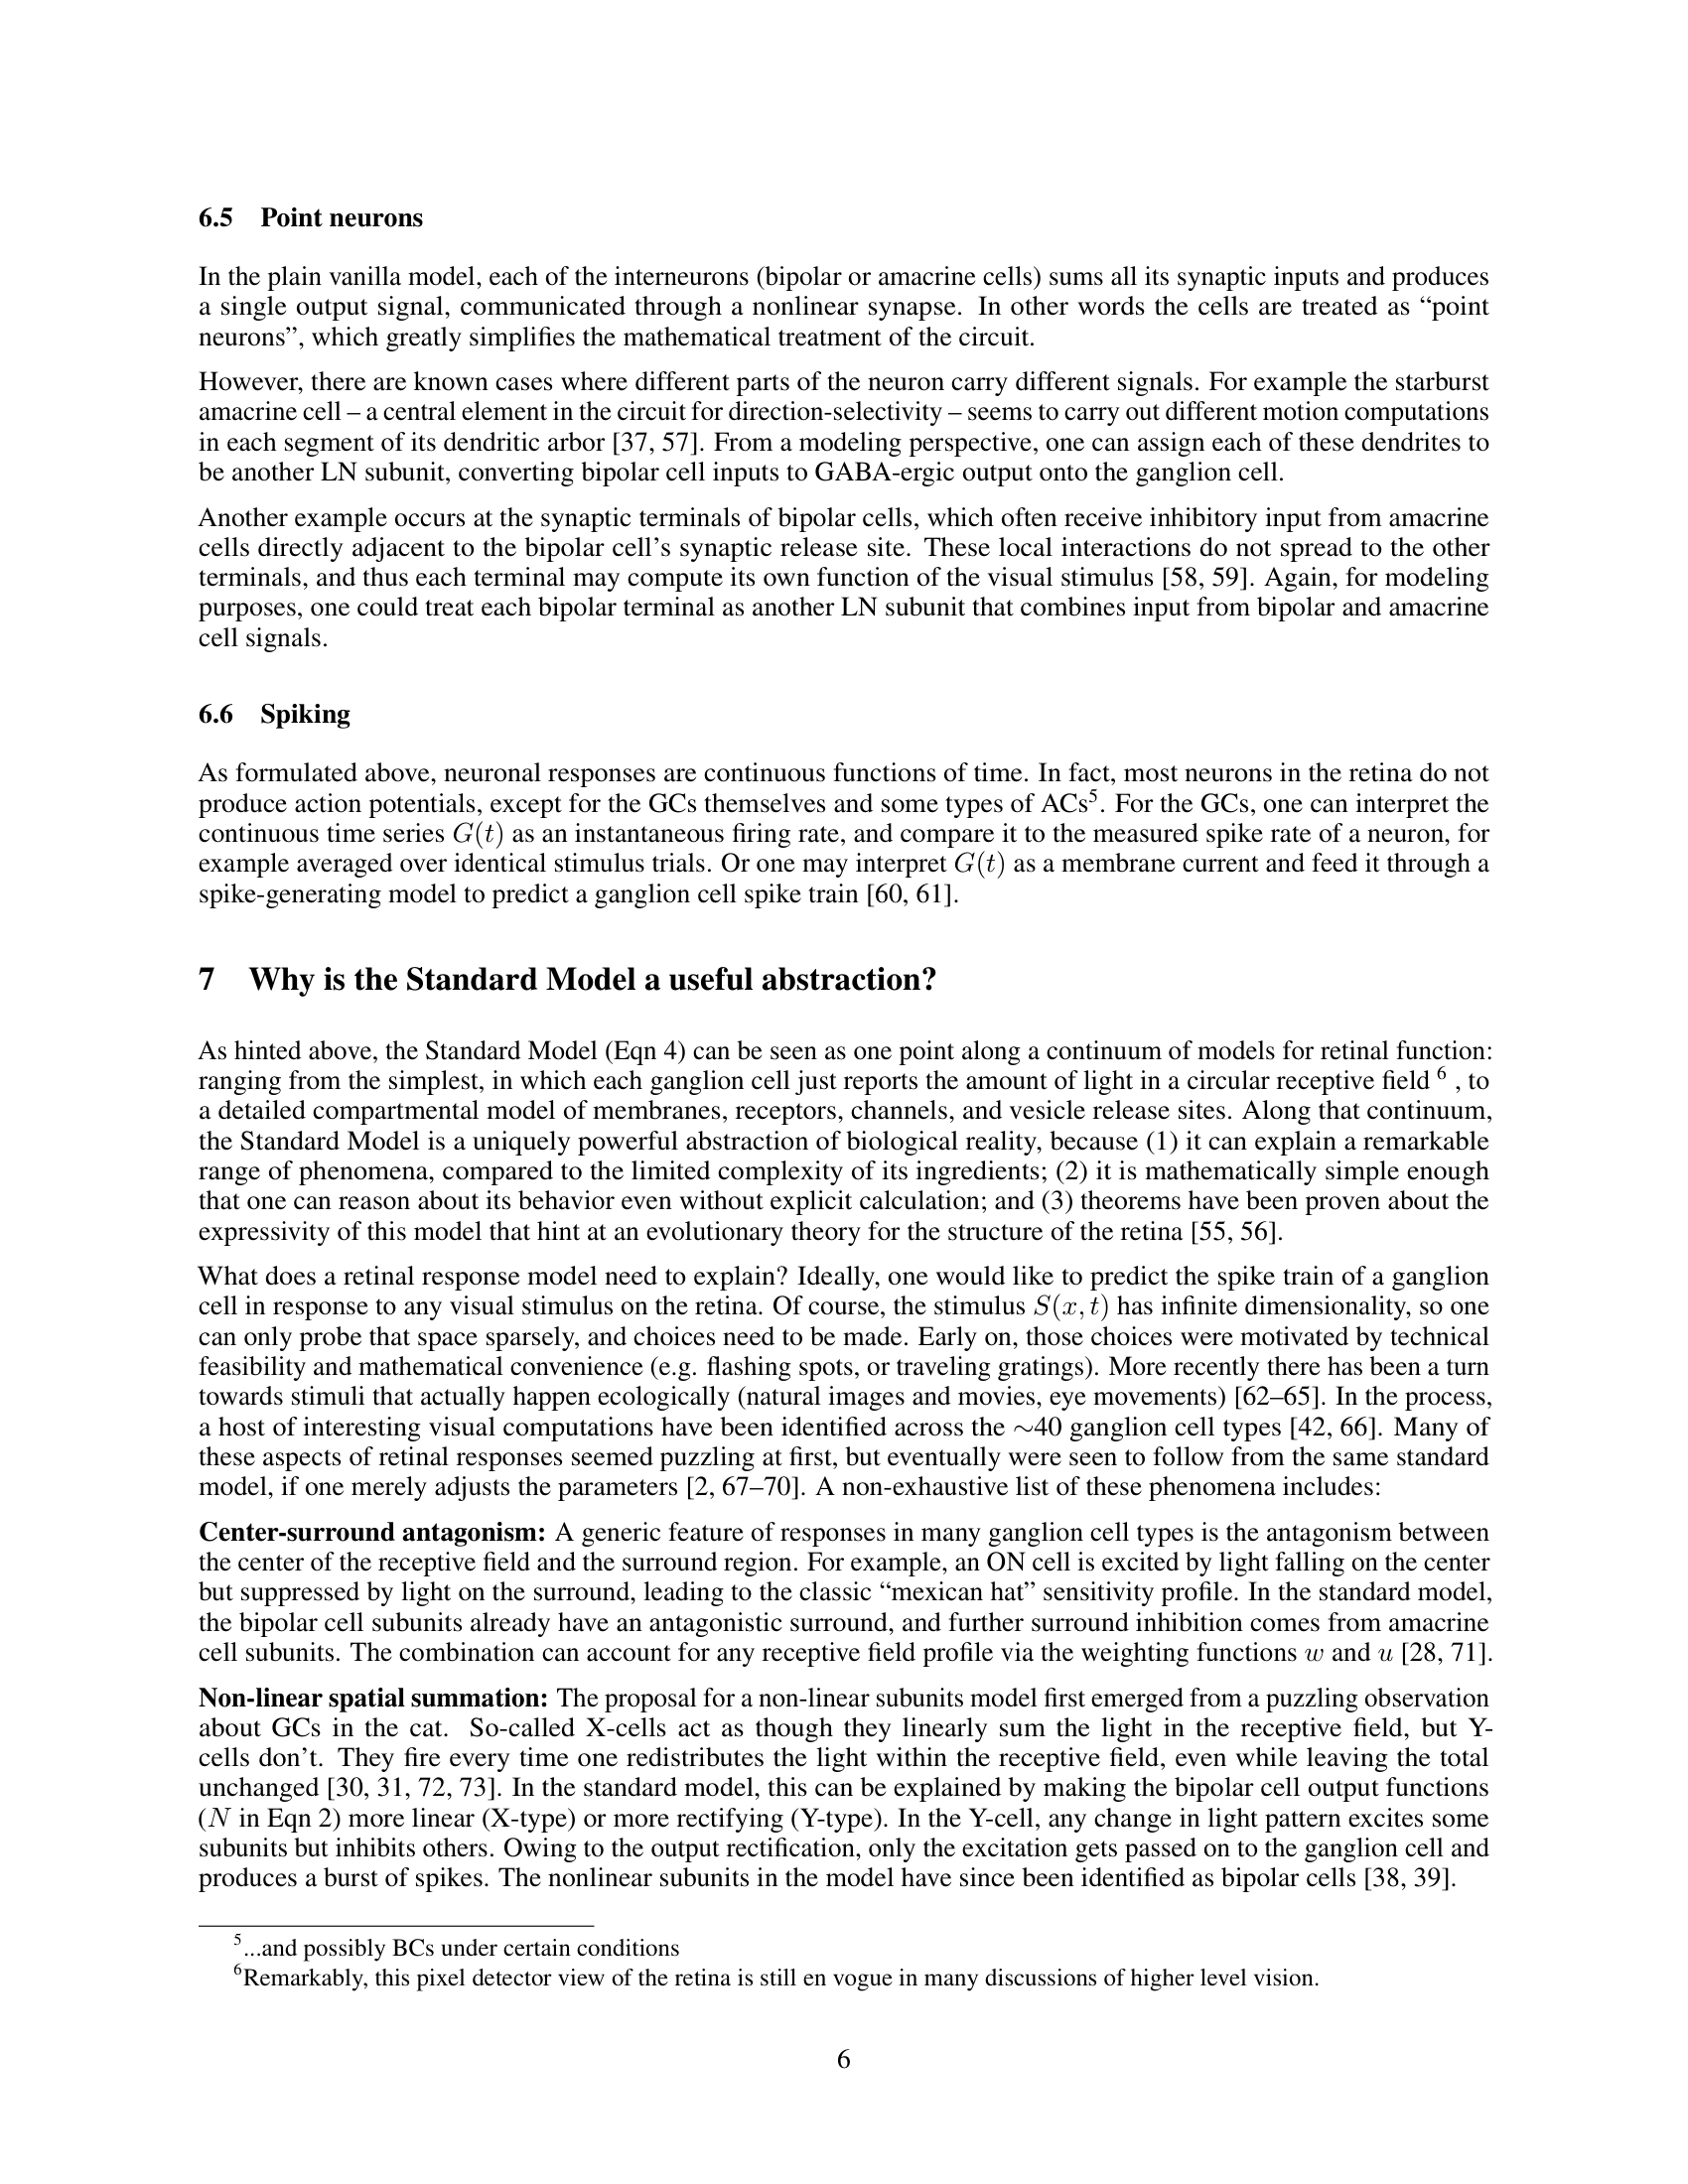 6.5 Point neurons
In the plain vanilla model, each of the interneurons (bipolar or amacrine cells) sums all its synaptic inputs and produces
a single output signal, communicated through a nonlinear synapse. In other words the cells are treated as “point
neurons”, which greatly simplifies the mathematical treatment of the circuit.
However, there are known cases where different parts of the neuron carry different signals. For example the starburst
amacrine cell – a central element in the circuit for direction-selectivity – seems to carry out different motion computations
in each segment of its dendritic arbor [37, 57]. From a modeling perspective, one can assign each of these dendrites to
be another LN subunit, converting bipolar cell inputs to GABA-ergic output onto the ganglion cell.
Another example occurs at the synaptic terminals of bipolar cells, which often receive inhibitory input from amacrine
cells directly adjacent to the bipolar cell’s synaptic release site. These local interactions do not spread to the other
terminals, and thus each terminal may compute its own function of the visual stimulus [58, 59]. Again, for modeling
purposes, one could treat each bipolar terminal as another LN subunit that combines input from bipolar and amacrine
cell signals.
6.6 Spiking
As formulated above, neuronal responses are continuous functions of time. In fact, most neurons in the retina do not
produce action potentials, except for the GCs themselves and some types of ACs⁵. For the GCs, one can interpret the
continuous time series G(t) as an instantaneous firing rate, and compare it to the measured spike rate of a neuron, for
example averaged over identical stimulus trials. Or one may interpret G(t) as a membrane current and feed it through a
spike-generating model to predict a ganglion cell spike train [60, 61].
7 Why is the Standard Model a useful abstraction?
As hinted above, the Standard Model (Eqn 4) can be seen as one point along a continuum of models for retinal function:
ranging from the simplest, in which each ganglion cell just reports the amount of light in a circular receptive field ⁶ , to
a detailed compartmental model of membranes, receptors, channels, and vesicle release sites. Along that continuum,
the Standard Model is a uniquely powerful abstraction of biological reality, because (1) it can explain a remarkable
range of phenomena, compared to the limited complexity of its ingredients; (2) it is mathematically simple enough
that one can reason about its behavior even without explicit calculation; and (3) theorems have been proven about the
expressivity of this model that hint at an evolutionary theory for the structure of the retina [55, 56].
What does a retinal response model need to explain? Ideally, one would like to predict the spike train of a ganglion
cell in response to any visual stimulus on the retina. Of course, the stimulus S(x, t) has infinite dimensionality, so one
can only probe that space sparsely, and choices need to be made. Early on, those choices were motivated by technical
feasibility and mathematical convenience (e.g. flashing spots, or traveling gratings). More recently there has been a turn
towards stimuli that actually happen ecologically (natural images and movies, eye movements) [62–65]. In the process,
a host of interesting visual computations have been identified across the ∼40 ganglion cell types [42, 66]. Many of
these aspects of retinal responses seemed puzzling at first, but eventually were seen to follow from the same standard
model, if one merely adjusts the parameters [2, 67–70]. A non-exhaustive list of these phenomena includes:
Center-surround antagonism: A generic feature of responses in many ganglion cell types is the antagonism between
the center of the receptive field and the surround region. For example, an ON cell is excited by light falling on the center
but suppressed by light on the surround, leading to the classic “mexican hat” sensitivity profile. In the standard model,
the bipolar cell subunits already have an antagonistic surround, and further surround inhibition comes from amacrine
cell subunits. The combination can account for any receptive field profile via the weighting functions w and u [28, 71].
Non-linear spatial summation: The proposal for a non-linear subunits model first emerged from a puzzling observation
about GCs in the cat. So-called X-cells act as though they linearly sum the light in the receptive field, but Y-
cells don’t. They fire every time one redistributes the light within the receptive field, even while leaving the total
unchanged [30, 31, 72, 73]. In the standard model, this can be explained by making the bipolar cell output functions
(N in Eqn 2) more linear (X-type) or more rectifying (Y-type). In the Y-cell, any change in light pattern excites some
subunits but inhibits others. Owing to the output rectification, only the excitation gets passed on to the ganglion cell and
produces a burst of spikes. The nonlinear subunits in the model have since been identified as bipolar cells [38, 39].
⁵...and possibly BCs under certain conditions
⁶Remarkably, this pixel detector view of the retina is still en vogue in many discussions of higher level vision.
6